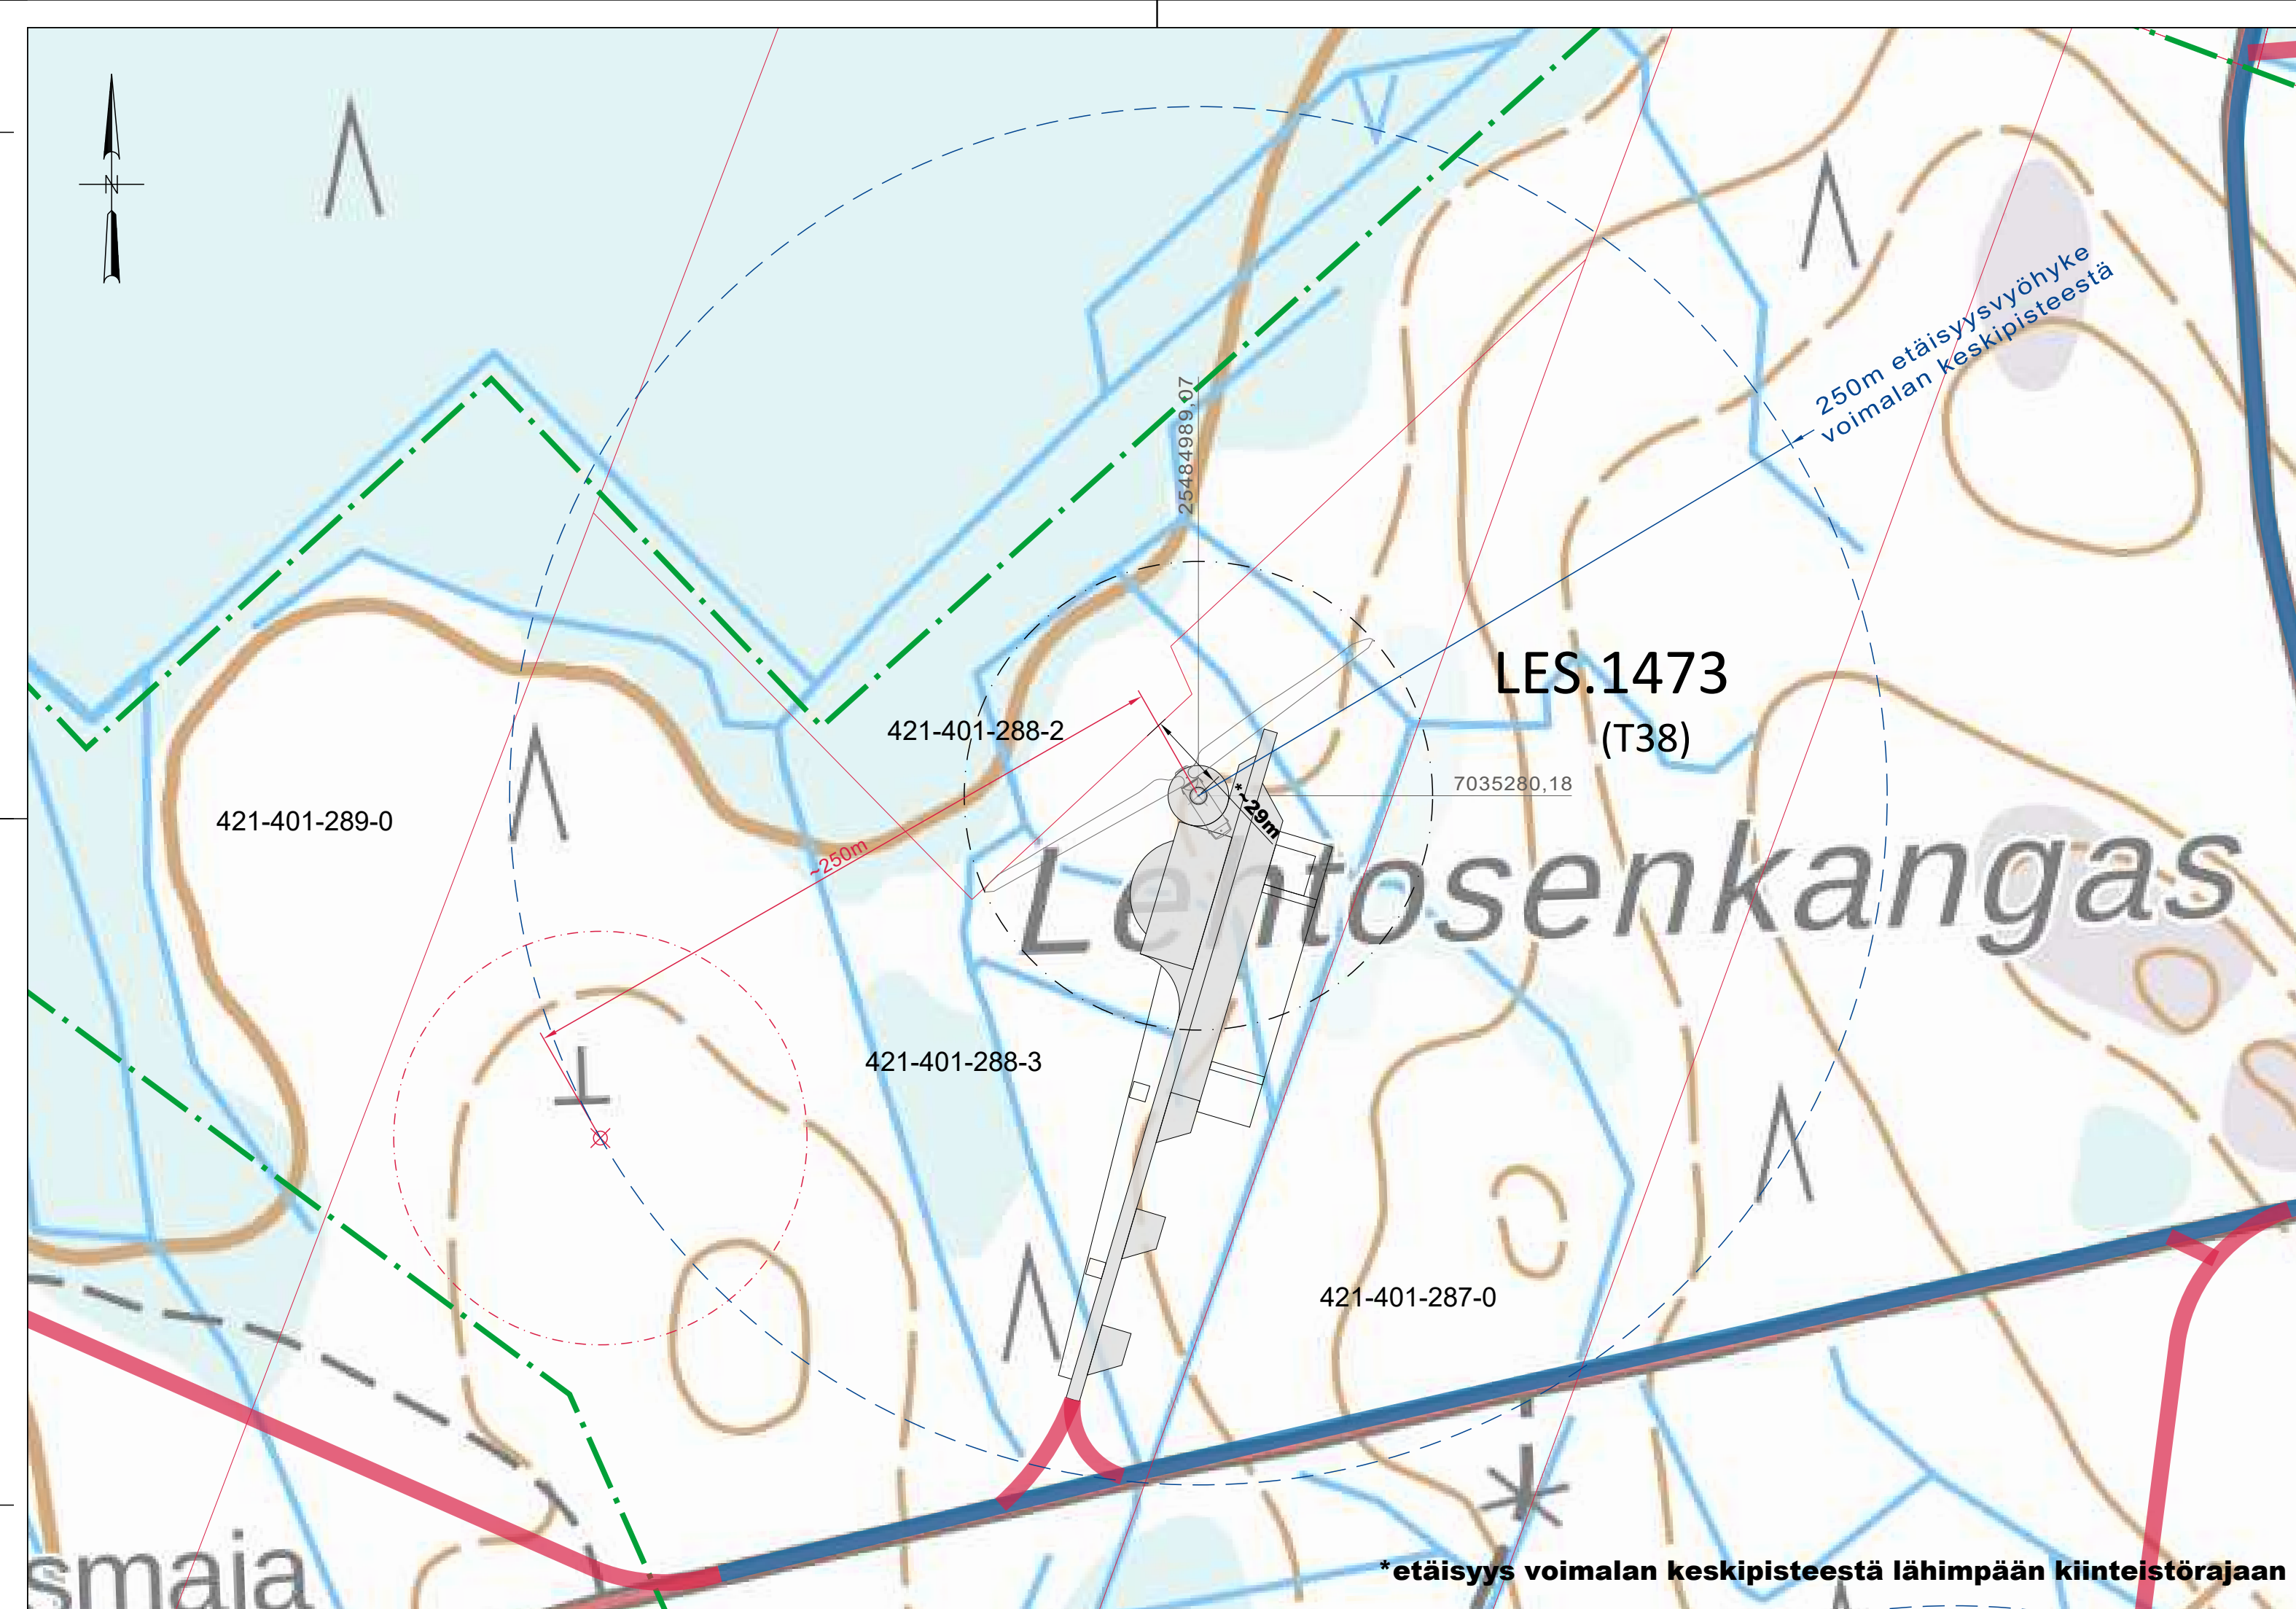 N
250m etäisyysvyöhyke
voimalan keskipisteestä
25484989,07
LES.1473
(T38)
421-401-288-2
7035280,18
*~29m
421-401-289-0
~250m
Lehtosenkangas
421-401-288-3
421-401-287-0
smaja
*etäisyys voimalan keskipisteestä lähimpään kiinteistörajaan